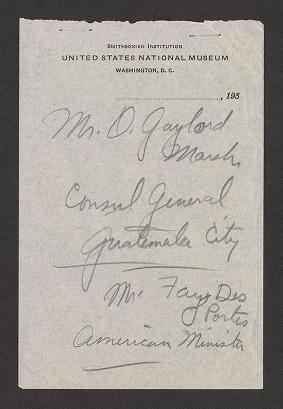 SMITHSONIAN INSTITUTION
UNITED STATES NATIONAL MUSEUM
WASHINGTON, D. C.
, 193
Mr. O. Gaylord
Marsh
Consul General
Guatemala City
Mr. Fay Des
Portes
American Minister